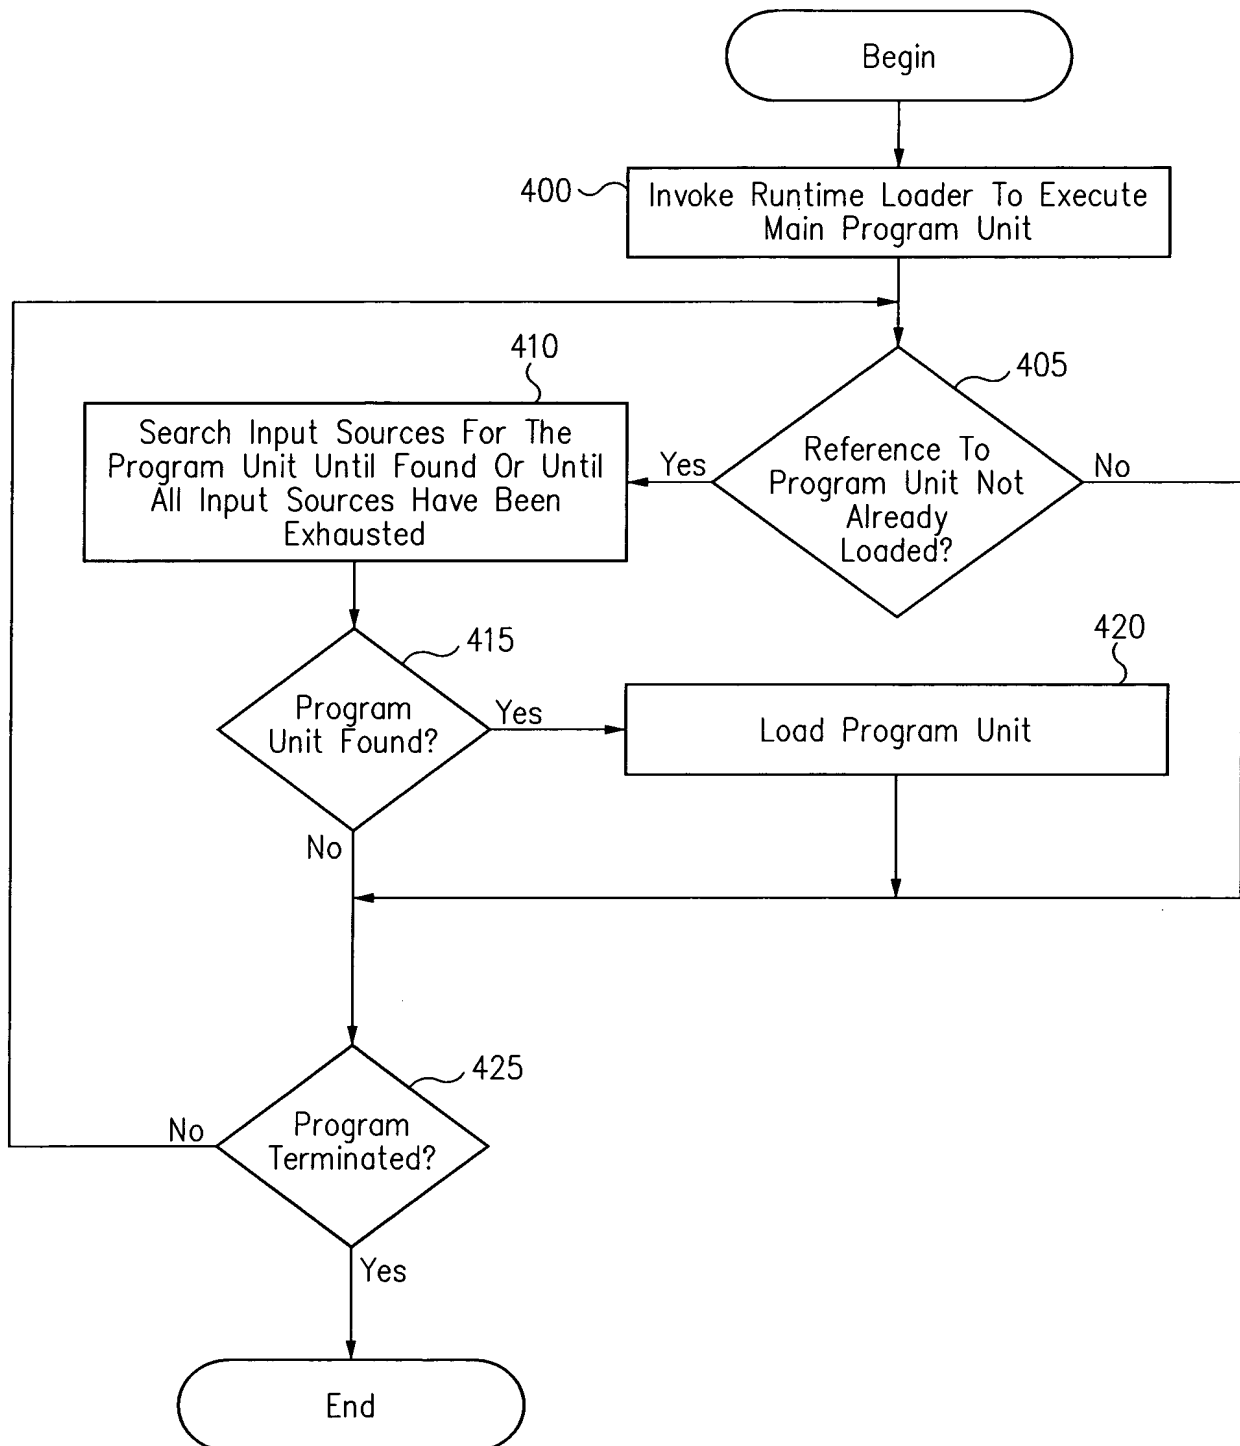 Begin
400
Invoke Runtime Loader To Execute
Main Program Unit
410
405
Search Input Sources For The
Program Unit Until Found Or Until
All Input Sources Have Been
Exhausted
Yes
Reference To
Program Unit Not
Already
Loaded?
No
415
420
Program
Unit Found?
Yes
Load Program Unit
No
425
No
Program
Terminated?
Yes
End